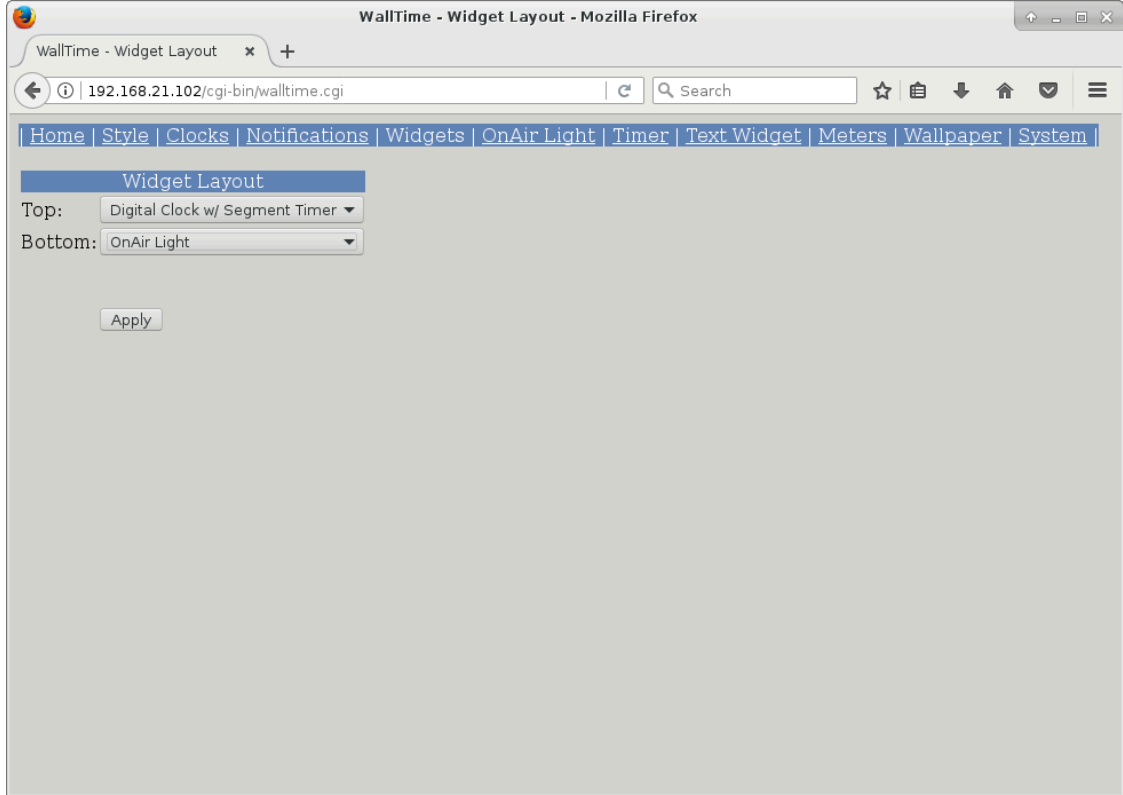 WallTime - Widget Layout - Mozilla Firefox
WallTime - Widget Layout
192.168.21.102/cgi-bin/walltime.cgi Search
| Home | Style | Clocks | Notifications | Widgets | OnAir Light | Timer | Text Widget | Meters | Wallpaper | System |
Widget Layout
Top: Digital Clock w/ Segment Timer
Bottom: OnAir Light
Apply